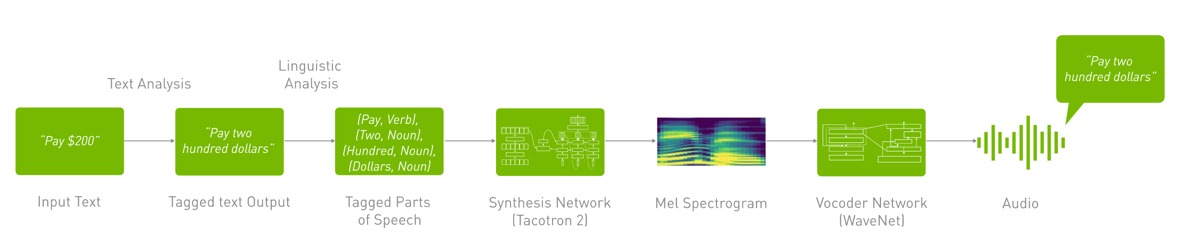 Text Analysis
Linguistic
Analysis
"Pay $200"
"Pay two
hundred dollars"
(Pay, Verb),
(Two, Noun),
(Hundred, Noun),
(Dollars, Noun)
"Pay two
hundred dollars"
Input Text
Tagged text Output
Tagged Parts
of Speech
Synthesis Network
(Tacotron 2)
Mel Spectrogram
Vocoder Network
(WaveNet)
Audio